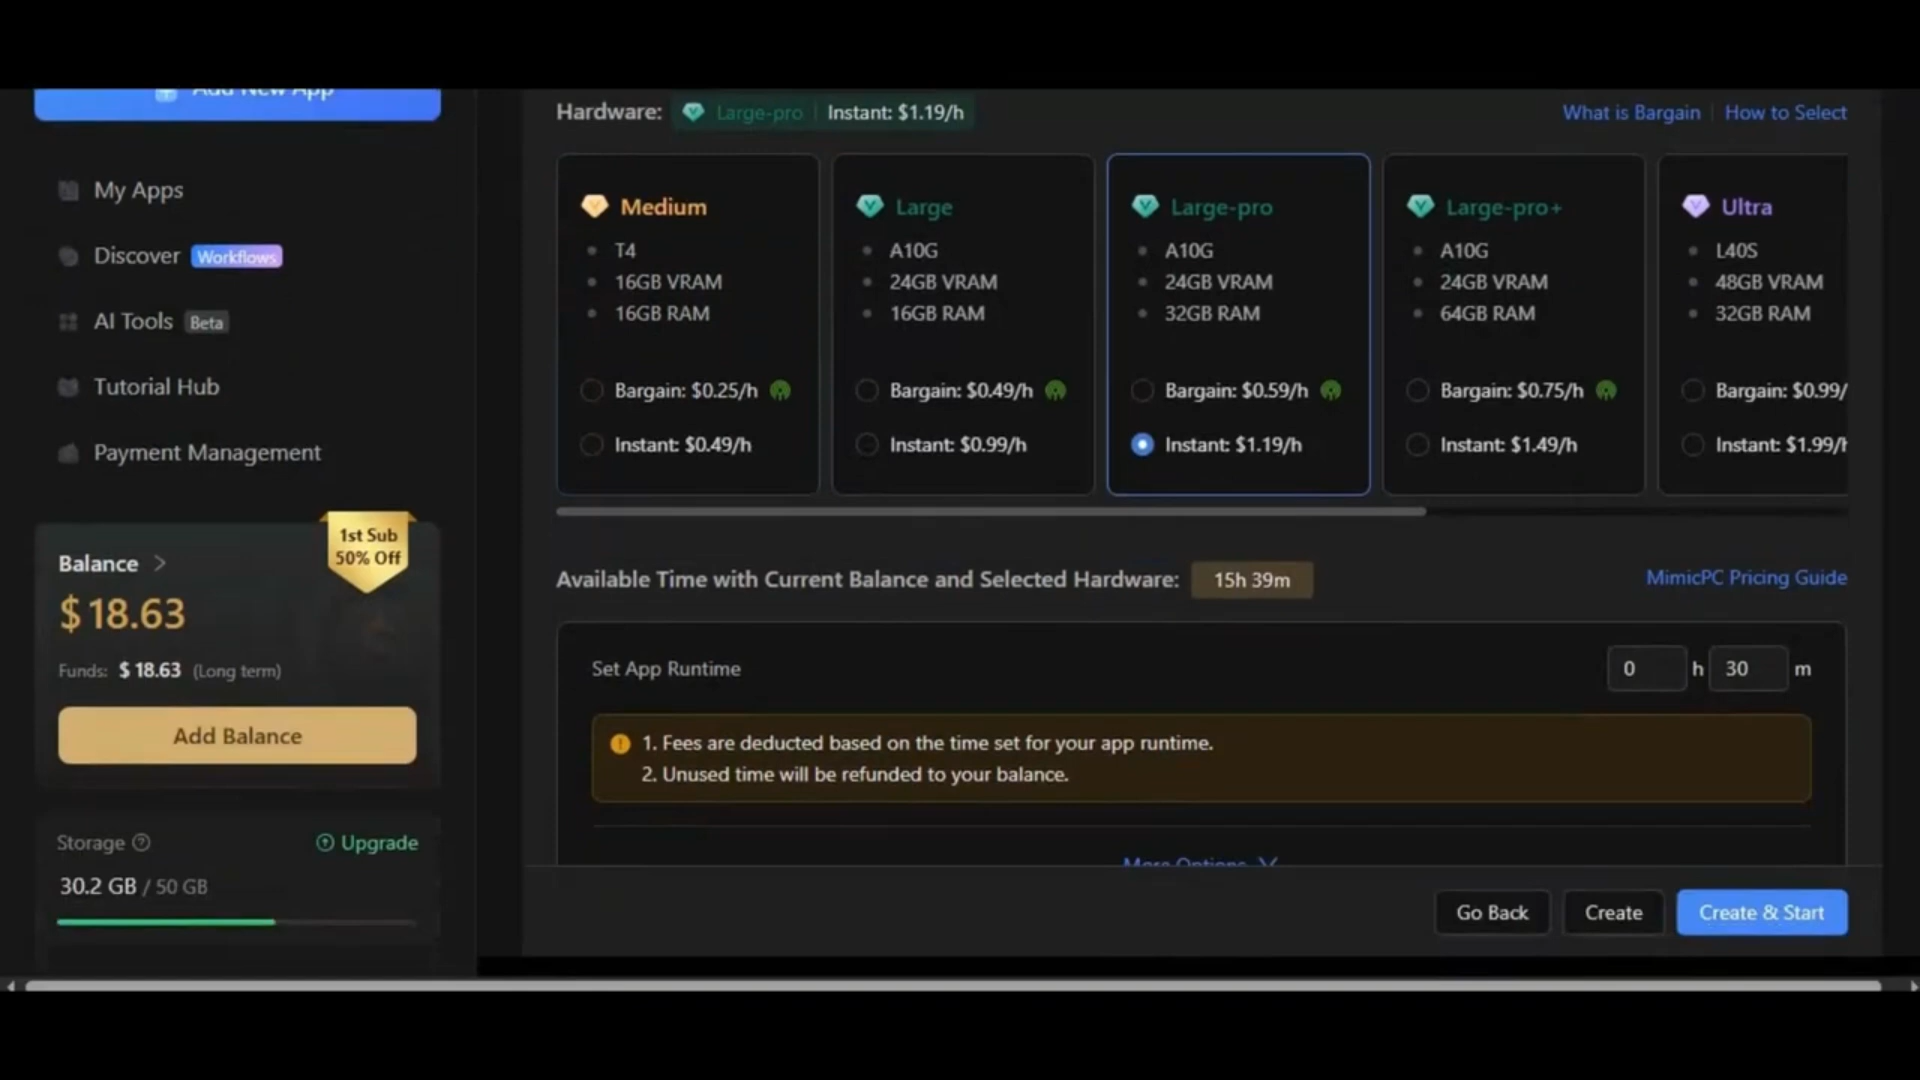 Add New App
My Apps
Discover Workflows
AI Tools Beta
Tutorial Hub
Payment Management
1st Sub
50% Off
Balance >
$ 18.63
Funds: $ 18.63 (Long term)
Add Balance
Storage Upgrade
30.2 GB / 50 GB
Hardware: Large-pro | Instant: $1.19/h
What is Bargain | How to Select
Medium
T4
16GB VRAM
16GB RAM
Bargain: $0.25/h
Instant: $0.49/h
Large
A10G
24GB VRAM
16GB RAM
Bargain: $0.49/h
Instant: $0.99/h
Large-pro
A10G
24GB VRAM
32GB RAM
Bargain: $0.59/h
Instant: $1.19/h
Large-pro+
A10G
24GB VRAM
64GB RAM
Bargain: $0.75/h
Instant: $1.49/h
Ultra
L40S
48GB VRAM
32GB RAM
Bargain: $0.99/
Instant: $1.99/h
Available Time with Current Balance and Selected Hardware: 15h 39m
MimicPC Pricing Guide
Set App Runtime
0 h 30 m
1. Fees are deducted based on the time set for your app runtime.
2. Unused time will be refunded to your balance.
More Options
Go Back
Create
Create & Start